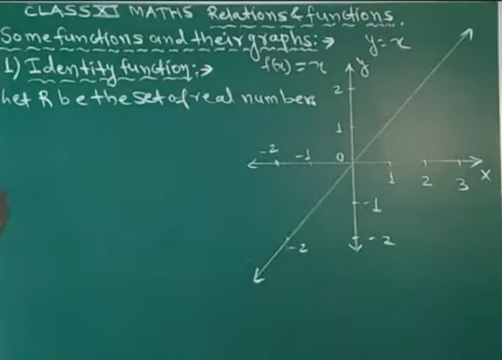 CLASS XI MATHS Relations & functions.
Some functions and their graphs:→ y=x
1) Identity function:→ f(x)=x y
Let R be the set of real numbers
2
1
-2 -1 0 1 2 3 X
-1
-2 -2